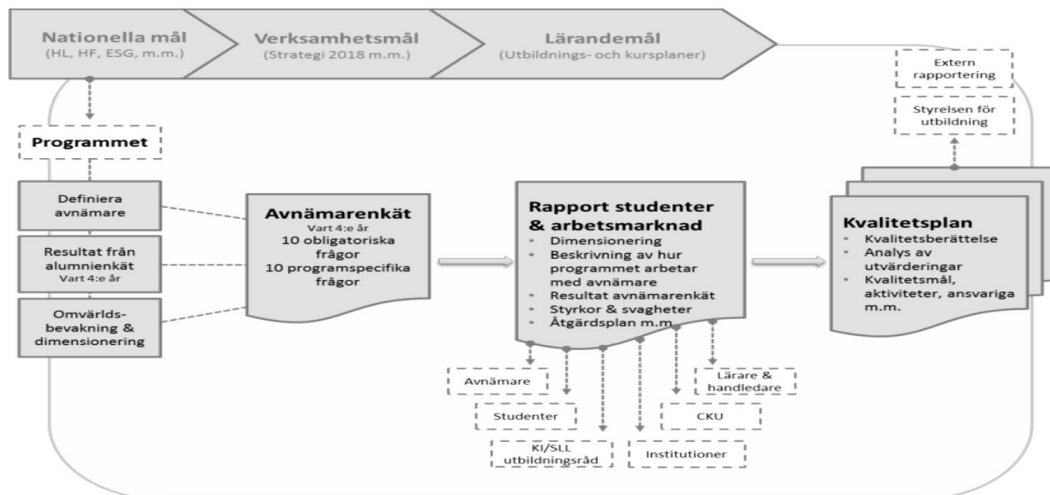 Nationella mål
(HL, HF, ESG, m.m.)
Verksamhetsmål
(Strategi 2018 m.m.)
Lärandemål
(Utbildnings- och kursplaner)
Extern
rapportering
Styrelsen för
utbildning
Programmet
Definiera
avnämare
Resultat från
alumnienkät
Vart 4:e år
Omvärlds-
bevakning &
dimensionering
Avnämarenkät
Vart 4:e år
10 obligatoriska
frågor
10 programspecifika
frågor
Rapport studenter
& arbetsmarknad
• Dimensionering
• Beskrivning av hur
programmet arbetar
med avnämare
• Resultat avnämarenkät
• Styrkor & svagheter
• Åtgärdsplan m.m.
Kvalitetsplan
• Kvalitetsberättelse
• Analys av
utvärderingar
• Kvalitetsmål,
aktiviteter, ansvariga
m.m.
Avnämare
Studenter
KI/SLL
utbildningsråd
Institutioner
CKU
Lärare &
handledare